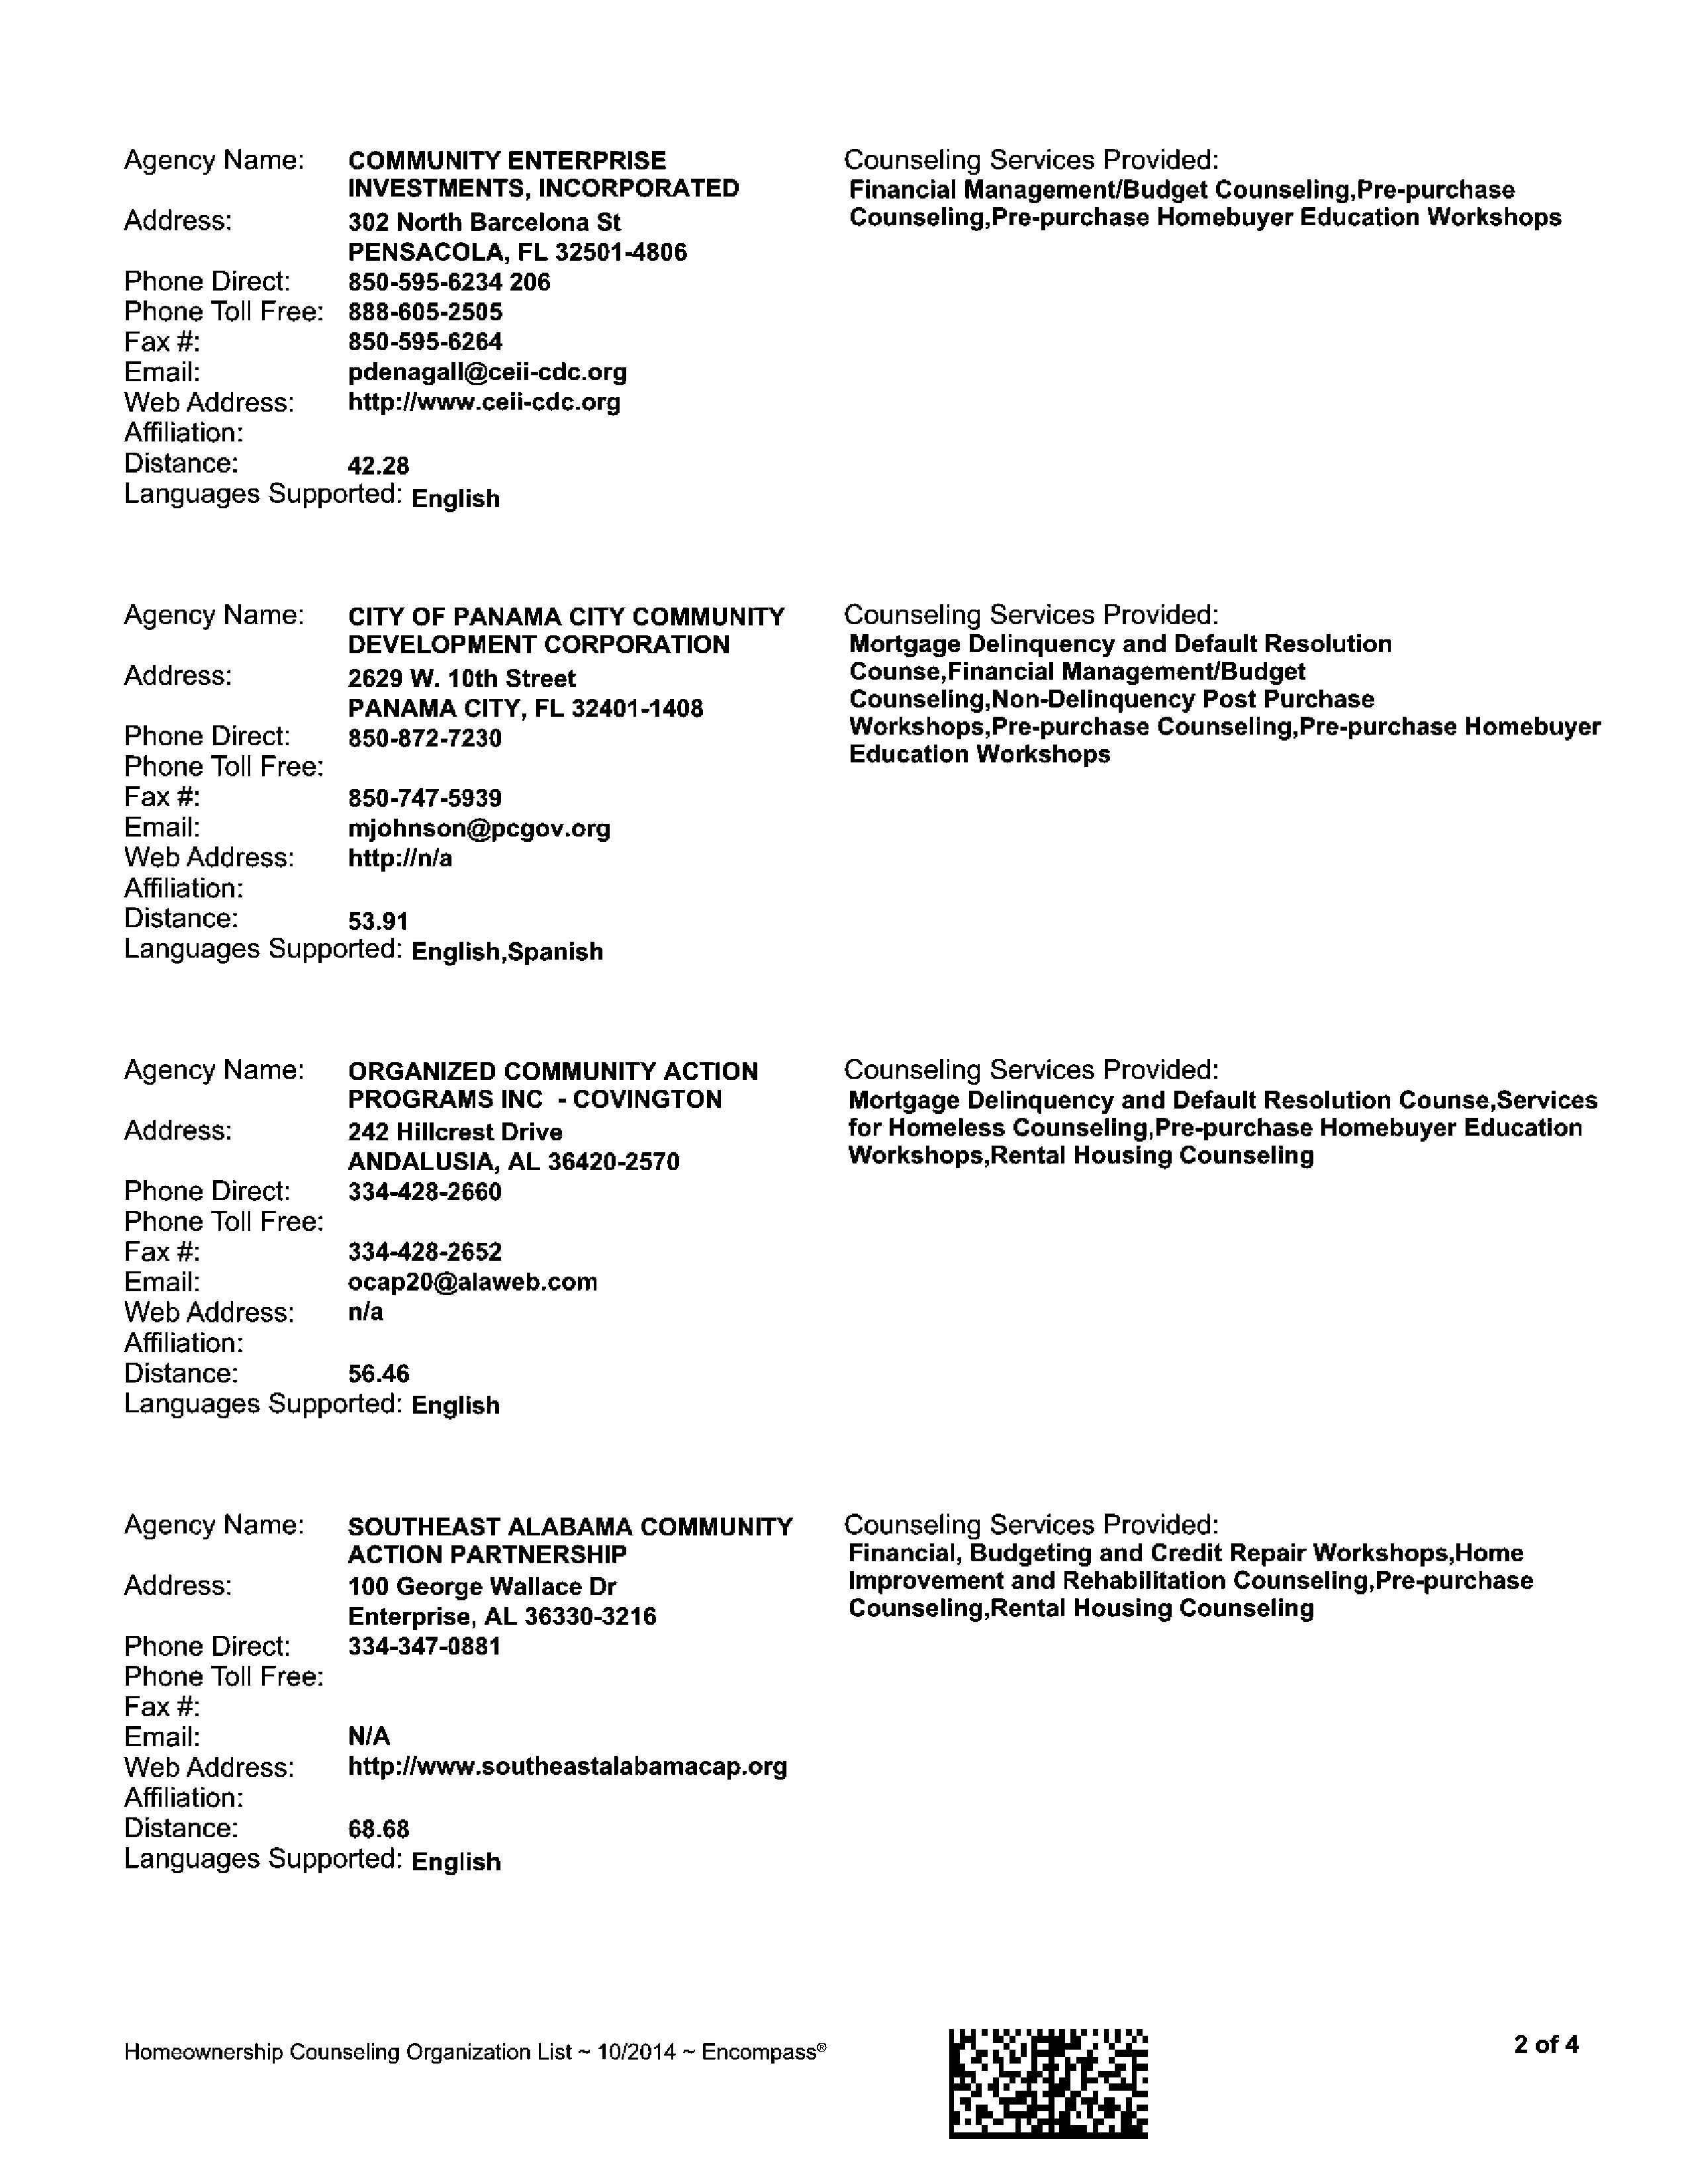 Agency Name: COMMUNITY ENTERPRISE
INVESTMENTS, INCORPORATED
Address: 302 North Barcelona St
PENSACOLA, FL 32501-4806
Phone Direct: 850-595-6234 206
Phone Toll Free: 888-605-2505
Fax #: 850-595-6264
Email: pdenagall@ceii-cdc.org
Web Address: http://www.ceii-cdc.org
Affiliation:
Distance: 42.28
Languages Supported: English
Counseling Services Provided:
Financial Management/Budget Counseling,Pre-purchase
Counseling,Pre-purchase Homebuyer Education Workshops
Agency Name: CITY OF PANAMA CITY COMMUNITY
DEVELOPMENT CORPORATION
Address: 2629 W. 10th Street
PANAMA CITY, FL 32401-1408
Phone Direct: 850-872-7230
Phone Toll Free:
Fax #: 850-747-5939
Email: mjohnson@pcgov.org
Web Address: http://n/a
Affiliation:
Distance: 53.91
Languages Supported: English,Spanish
Counseling Services Provided:
Mortgage Delinquency and Default Resolution
Counse,Financial Management/Budget
Counseling,Non-Delinquency Post Purchase
Workshops,Pre-purchase Counseling,Pre-purchase Homebuyer
Education Workshops
Agency Name: ORGANIZED COMMUNITY ACTION
PROGRAMS INC - COVINGTON
Address: 242 Hillcrest Drive
ANDALUSIA, AL 36420-2570
Phone Direct: 334-428-2660
Phone Toll Free:
Fax #: 334-428-2652
Email: ocap20@alaweb.com
Web Address: n/a
Affiliation:
Distance: 56.46
Languages Supported: English
Counseling Services Provided:
Mortgage Delinquency and Default Resolution Counse,Services
for Homeless Counseling,Pre-purchase Homebuyer Education
Workshops,Rental Housing Counseling
Agency Name: SOUTHEAST ALABAMA COMMUNITY
ACTION PARTNERSHIP
Address: 100 George Wallace Dr
Enterprise, AL 36330-3216
Phone Direct: 334-347-0881
Phone Toll Free:
Fax #:
Email: N/A
Web Address: http://www.southeastalabamacap.org
Affiliation:
Distance: 68.68
Languages Supported: English
Counseling Services Provided:
Financial, Budgeting and Credit Repair Workshops,Home
Improvement and Rehabilitation Counseling,Pre-purchase
Counseling,Rental Housing Counseling
Homeownership Counseling Organization List ~ 10/2014 ~ Encompass®
2 of 4